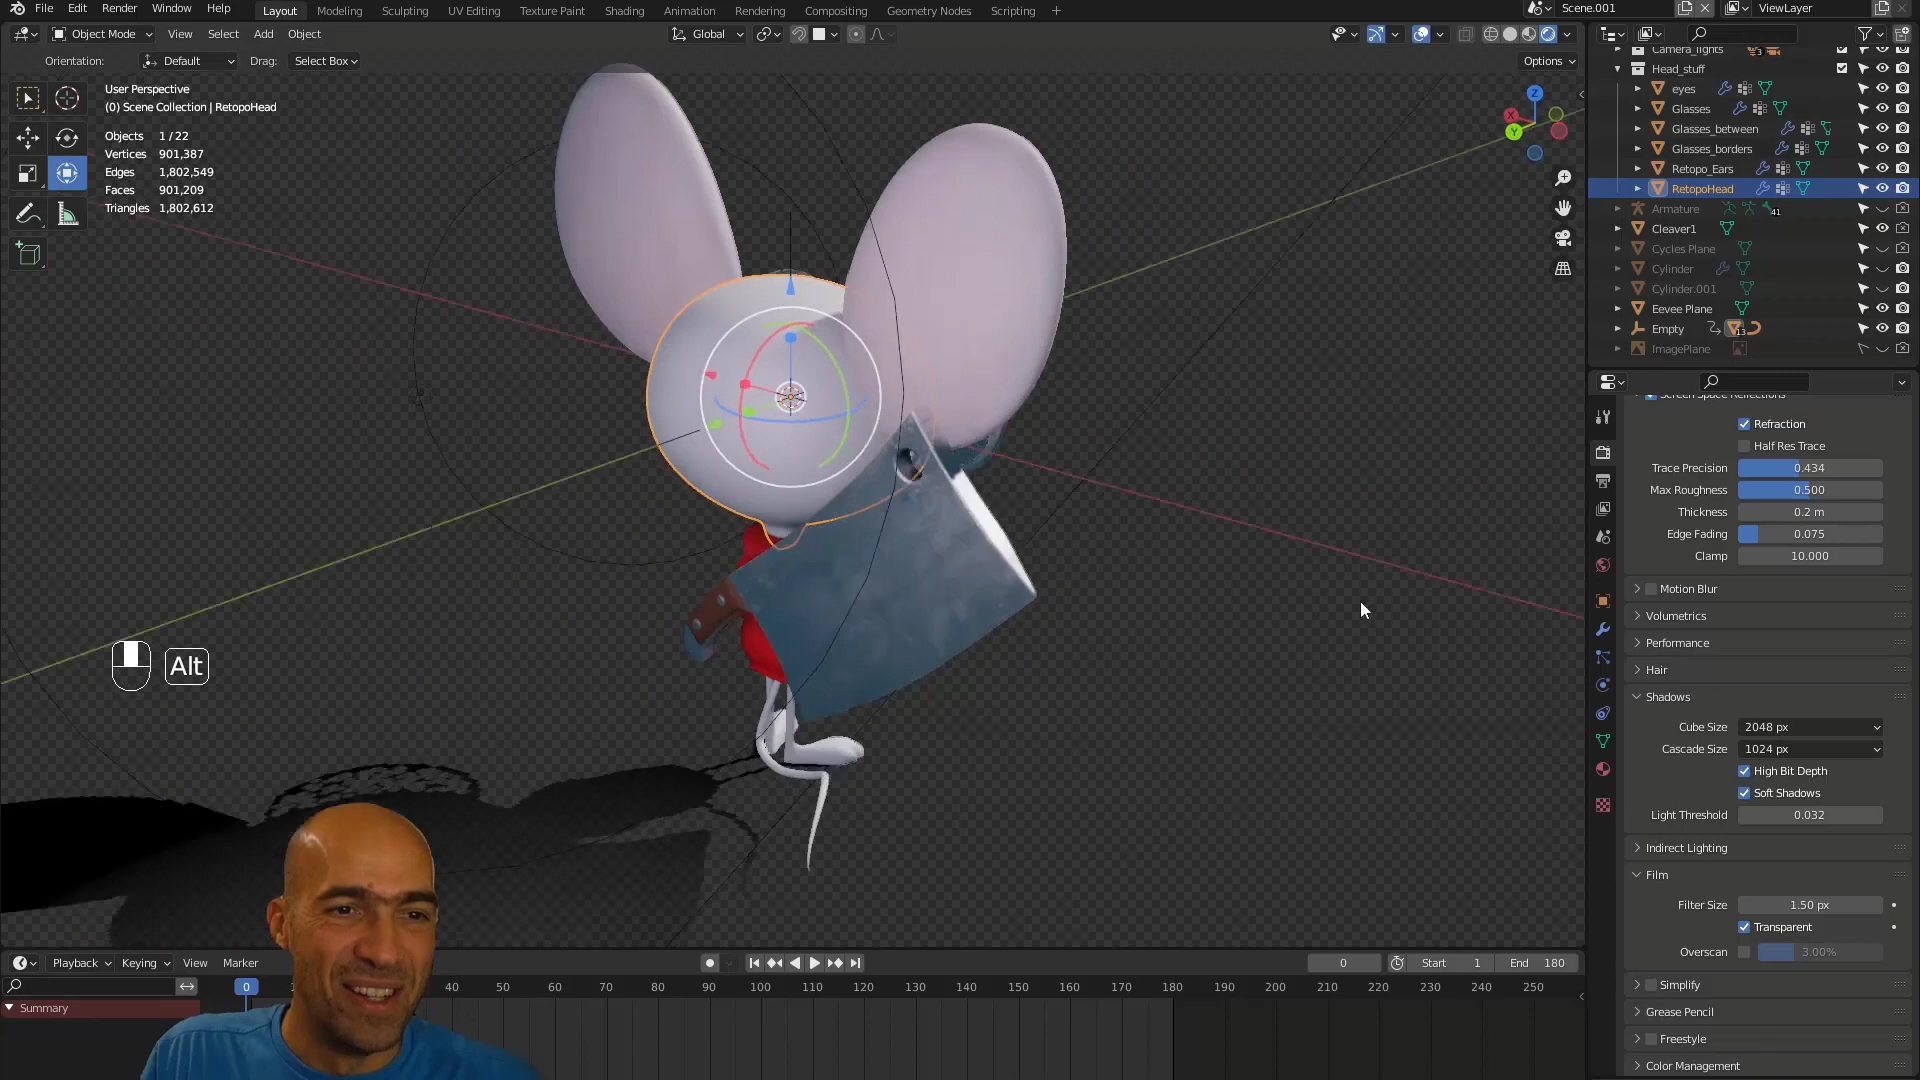 File Edit Render Window Help Layout Modeling Sculpting UV Editing Texture Paint Shading Animation Rendering Compositing Geometry Nodes Scripting + Scene.001 ViewLayer
Object Mode View Select Add Object Global
Orientation: Default Drag: Select Box Options
User Perspective
(0) Scene Collection | RetopoHead
Objects 1 / 22
Vertices 901,387
Edges 1,802,549
Faces 901,209
Triangles 1,802,612
Z
X
Y
Alt
Camera_lights 3
Head_stuff
eyes
Glasses
Glasses_between
Glasses_borders
Retopo_Ears
RetopoHead
Armature 41
Cleaver1
Cycles Plane
Cylinder
Cylinder.001
Eevee Plane
Empty 13
ImagePlane
Screen Space Reflections
Refraction
Half Res Trace
Trace Precision 0.434
Max Roughness 0.500
Thickness 0.2 m
Edge Fading 0.075
Clamp 10.000
Motion Blur
Volumetrics
Performance
Hair
Shadows
Cube Size 2048 px
Cascade Size 1024 px
High Bit Depth
Soft Shadows
Light Threshold 0.032
Indirect Lighting
Film
Filter Size 1.50 px
Transparent
Overscan 3.00%
Simplify
Grease Pencil
Freestyle
Color Management
Playback Keying View Marker 0 Start 1 End 180
0 40 50 60 70 80 90 100 110 120 130 140 150 160 170 180 190 200 210 220 230 240 250
Summary